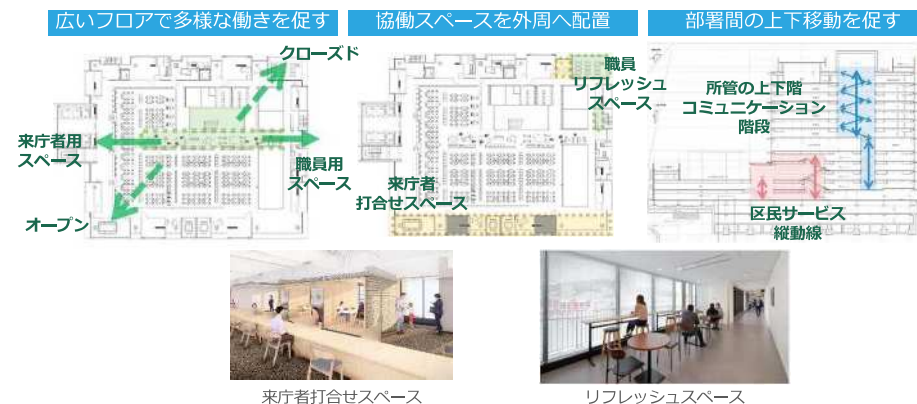 広いフロアで多様な働きを促す
協働スペースを外周へ配置
部署間の上下移動を促す
クローズド
来庁者用
スペース
職員用
スペース
オープン
職員
リフレッシュ
スペース
来庁者
打合せスペース
所管の上下階
コミュニケーション
階段
区民サービス
縦動線
来庁者打合せスペース
リフレッシュスペース